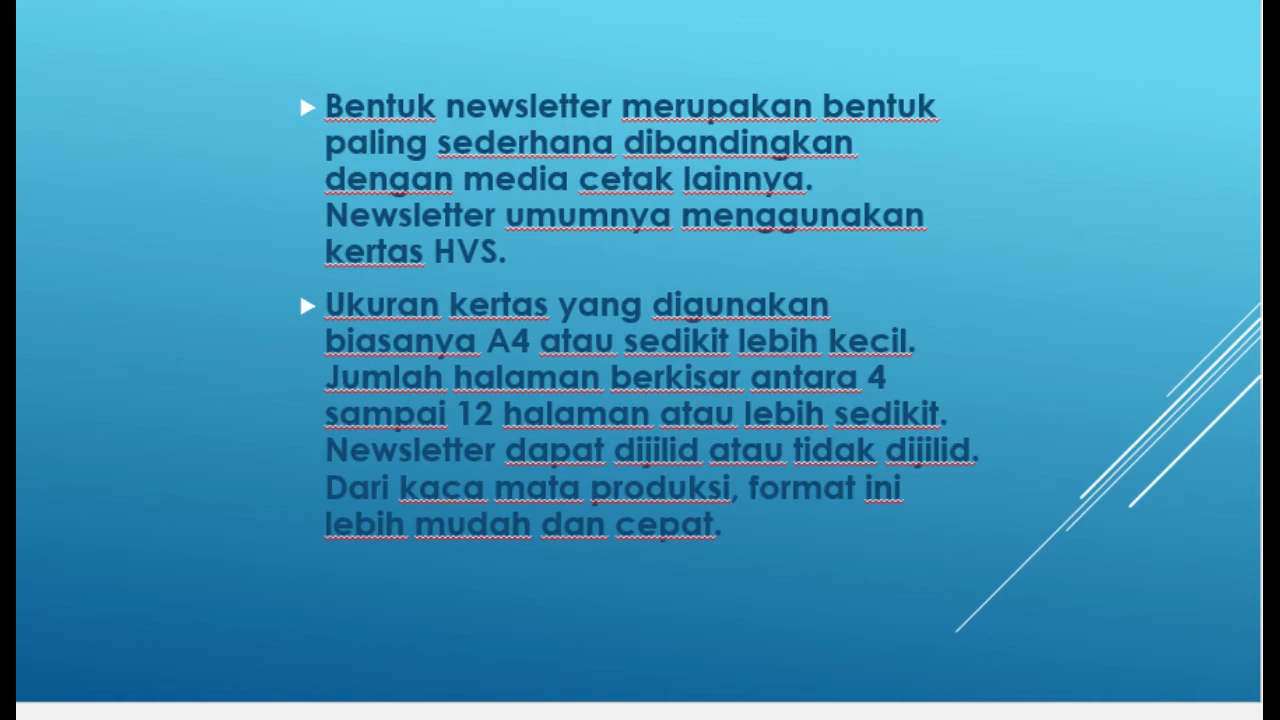 Bentuk newsletter merupakan bentuk
paling sederhana dibandingkan
dengan media cetak lainnya.
Newsletter umumnya menggunakan
kertas HVS.
Ukuran kertas yang digunakan
biasanya A4 atau sedikit lebih kecil.
Jumlah halaman berkisar antara 4
sampai 12 halaman atau lebih sedikit.
Newsletter dapat dijilid atau tidak dijilid.
Dari kaca mata produksi, format ini
lebih mudah dan cepat.